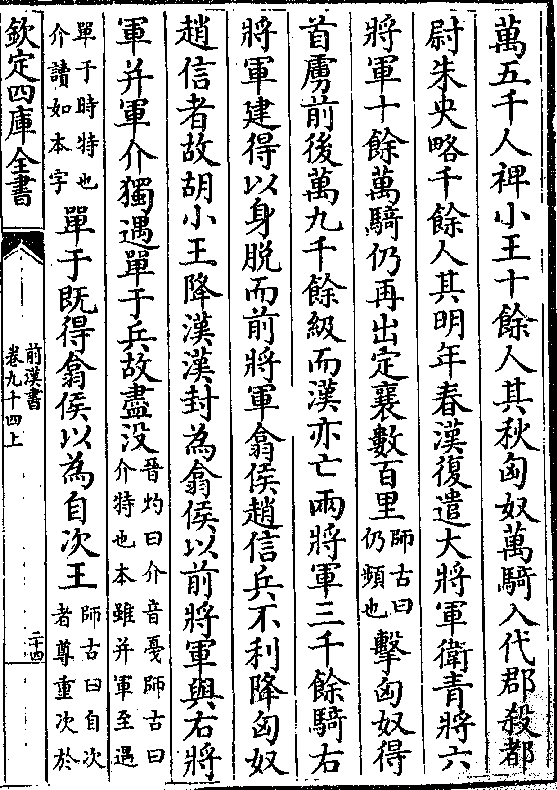 萬五千人裨小王十餘人其秋匈奴萬騎入代郡殺都
尉朱央略千餘人其明年春漢復遣大將軍衛青將六
將軍十餘萬騎仍再出定襄數百里師古曰仍頻也擊匈奴得
首虜前後萬九千餘級而漢亦亡兩將軍三千餘騎右
將軍建得以身脱而前將軍翕侯趙信兵不利降匈奴
趙信者故胡小王降漢漢封為翕侯以前將軍與右將
軍并軍介獨遇單于兵故盡没晉灼曰介音戞師古曰介特也本雖并軍至遇
單于時特也介讀如本字單于既得翕侯以為自次王師古曰自次者尊重次於
欽定四庫全書
前漢書
卷九十四上
二十四